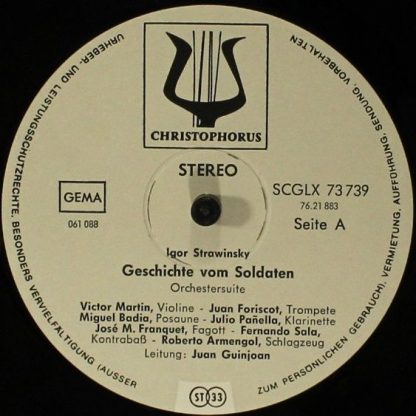 URHEBER- UND LEISTUNGSSCHUTZRECHTE, BESONDERS VERVIELFÄLTIGUNG (AUSSER ZUM PERSÖNLICHEN GEBRAUCH), VERMIETUNG, AUFFÜHRUNG, SENDUNG, VORBEHALTEN
CHRISTOPHORUS
STEREO
GEMA
061 088
SCGLX 73 739
76.21 883
Seite A
Igor Strawinsky
Geschichte vom Soldaten
Orchestersuite
Victor Martin, Violine - Juan Foriscot, Trompete
Miguel Badia, Posaune - Julio Pañella, Klarinette
José M. Franquet, Fagott - Fernando Sala,
Kontrabaß - Roberto Armengol, Schlagzeug
Leitung: Juan Guinjoan
ST 33